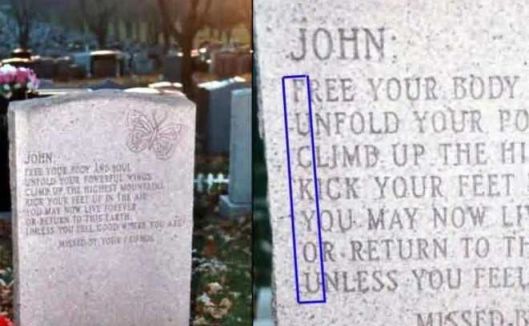 JOHN:
FREE YOUR BODY AND SOUL
UNFOLD YOUR POWERFUL WINGS
CLIMB UP THE HIGHEST MOUNTAINS
KICK YOUR FEET UP IN THE AIR
YOU MAY NOW LIVE FOREVER
OR RETURN TO THIS EARTH
UNLESS YOU FEEL GOOD WHERE YOU ARE!
MISSED BY YOUR FRIENDS
JOHN:
FREE YOUR BODY
UNFOLD YOUR PO
CLIMB UP THE HI
KICK YOUR FEET
YOU MAY NOW LI
OR RETURN TO TH
UNLESS YOU FEEL
MISSED B